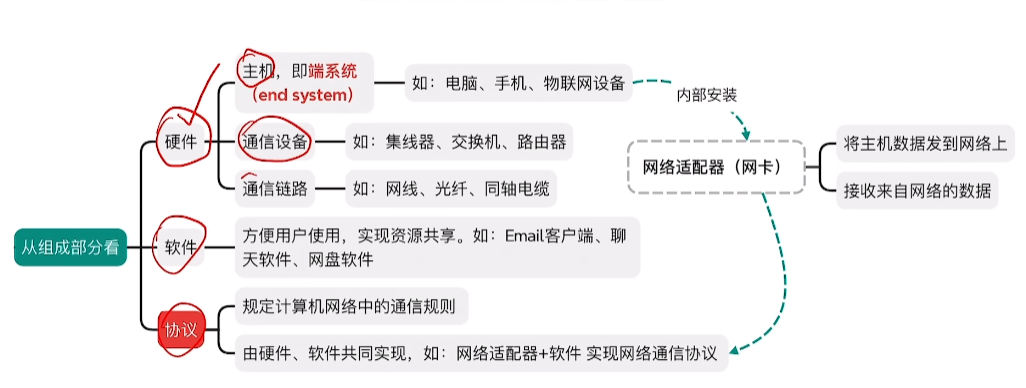 从组成部分看
硬件
主机，即端系统
（end system）
如：电脑、手机、物联网设备
内部安装
网络适配器（网卡）
将主机数据发到网络上
接收来自网络的数据
通信设备
如：集线器、交换机、路由器
通信链路
如：网线、光纤、同轴电缆
软件
方便用户使用，实现资源共享。如：Email客户端、聊
天软件、网盘软件
协议
规定计算机网络中的通信规则
由硬件、软件共同实现，如：网络适配器+软件 实现网络通信协议